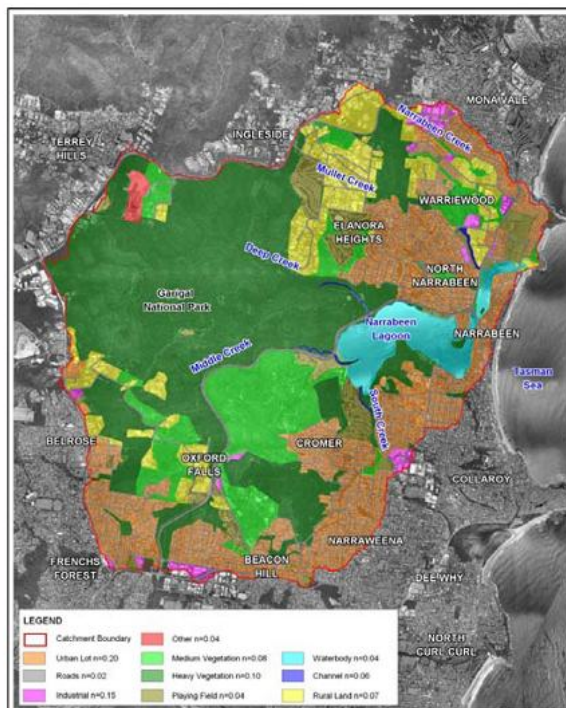 MONA VALE
Narrabeen Creek
INGLESIDE
TERREY
HILLS
Mullet Creek
WARRIEWOOD
ELANORA
HEIGHTS
Deep Creek
NORTH
NARRABEEN
Garigal
National Park
Narrabeen
Lagoon
NARRABEEN
Middle Creek
Tasman
Sea
South Creek
BELROSE
CROMER
OXFORD
FALLS
COLLAROY
NARRAWEENA
FRENCHS
FOREST
BEACON
HILL
DEE WHY
NORTH
CURL CURL
LEGEND
Catchment Boundary
Other n=0.04
Urban Lot n=0.20
Medium Vegetation n=0.08
Waterbody n=0.04
Roads n=0.02
Heavy Vegetation n=0.10
Channel n=0.06
Industrial n=0.15
Playing Field n=0.04
Rural Land n=0.07